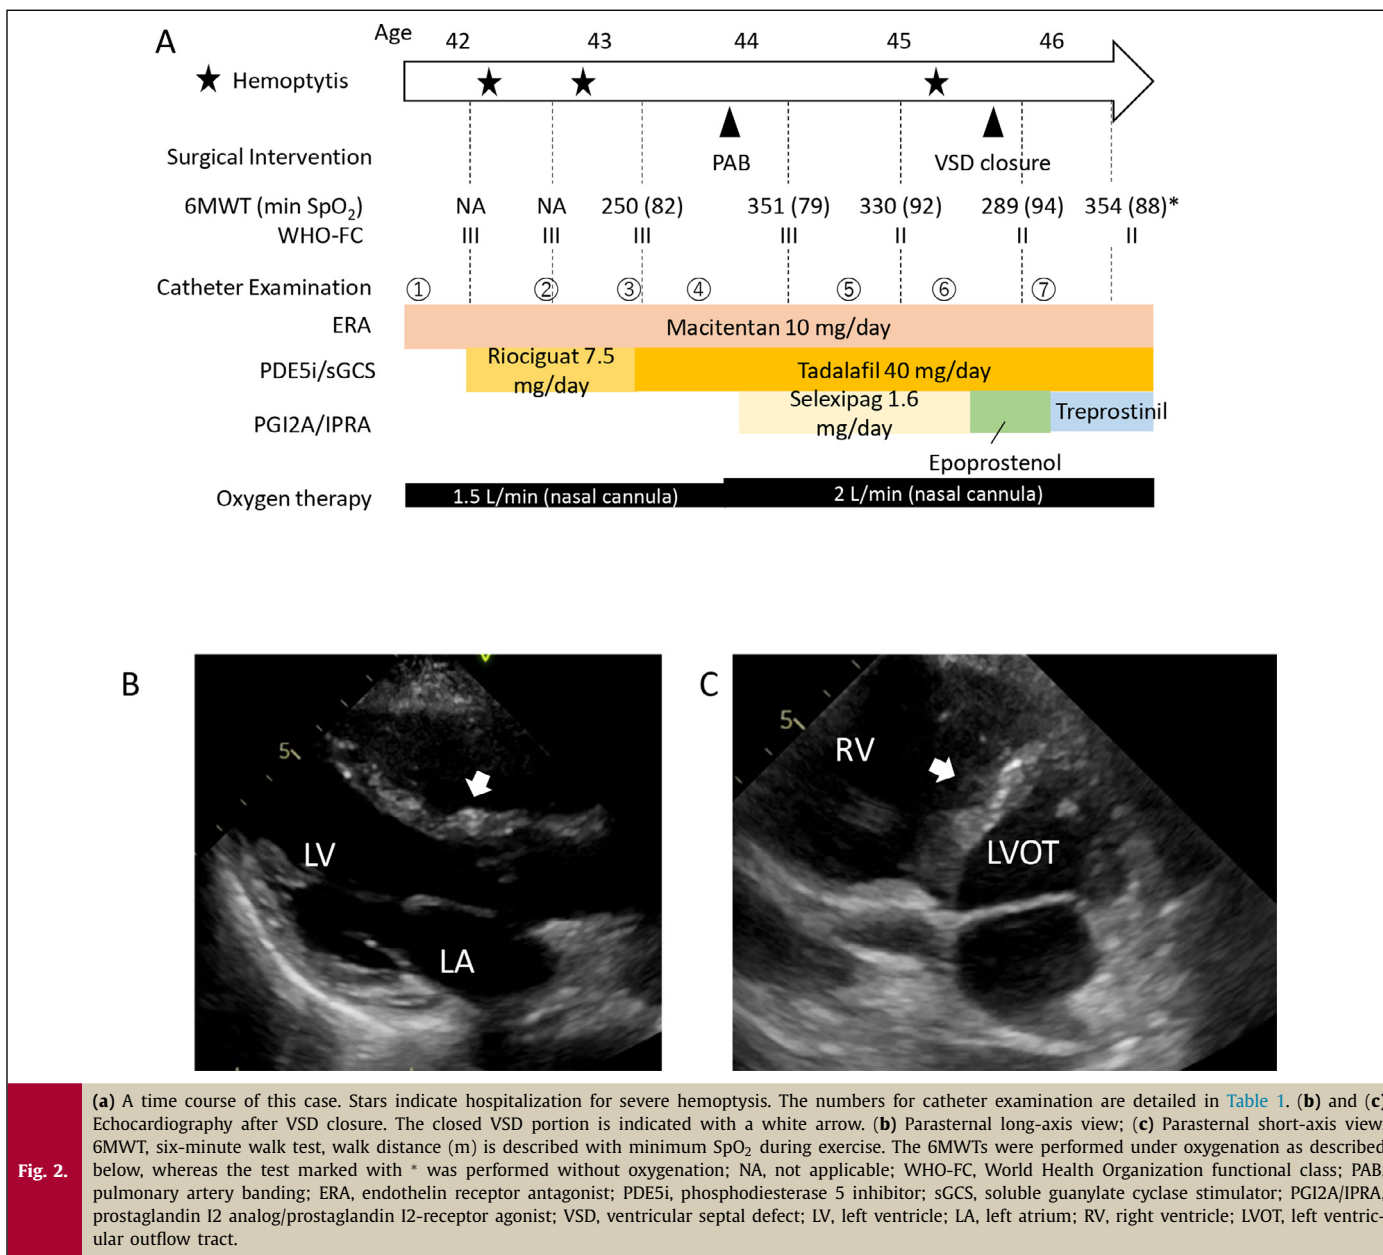 A
Age 42 43 44 45 46
★ Hemoptytis
Surgical Intervention
PAB VSD closure
6MWT (min SpO₂) NA NA 250 (82) 351 (79) 330 (92) 289 (94) 354 (88)*
WHO-FC III III III III II II II
Catheter Examination ① ② ③ ④ ⑤ ⑥ ⑦
ERA Macitentan 10 mg/day
PDE5i/sGCS
Riociguat 7.5
mg/day
Tadalafil 40 mg/day
PGI2A/IPRA
Selexipag 1.6
mg/day
Treprostinil
Epoprostenol
Oxygen therapy 1.5 L/min (nasal cannula) 2 L/min (nasal cannula)
B
5
LV
LA
C
5
RV
LVOT
Fig. 2.
(a) A time course of this case. Stars indicate hospitalization for severe hemoptysis. The numbers for catheter examination are detailed in Table 1. (b) and (c)
Echocardiography after VSD closure. The closed VSD portion is indicated with a white arrow. (b) Parasternal long-axis view; (c) Parasternal short-axis view.
6MWT, six-minute walk test, walk distance (m) is described with minimum SpO₂ during exercise. The 6MWTs were performed under oxygenation as described
below, whereas the test marked with * was performed without oxygenation; NA, not applicable; WHO-FC, World Health Organization functional class; PAB,
pulmonary artery banding; ERA, endothelin receptor antagonist; PDE5i, phosphodiesterase 5 inhibitor; sGCS, soluble guanylate cyclase stimulator; PGI2A/IPRA,
prostaglandin I2 analog/prostaglandin I2-receptor agonist; VSD, ventricular septal defect; LV, left ventricle; LA, left atrium; RV, right ventricle; LVOT, left ventric-
ular outflow tract.